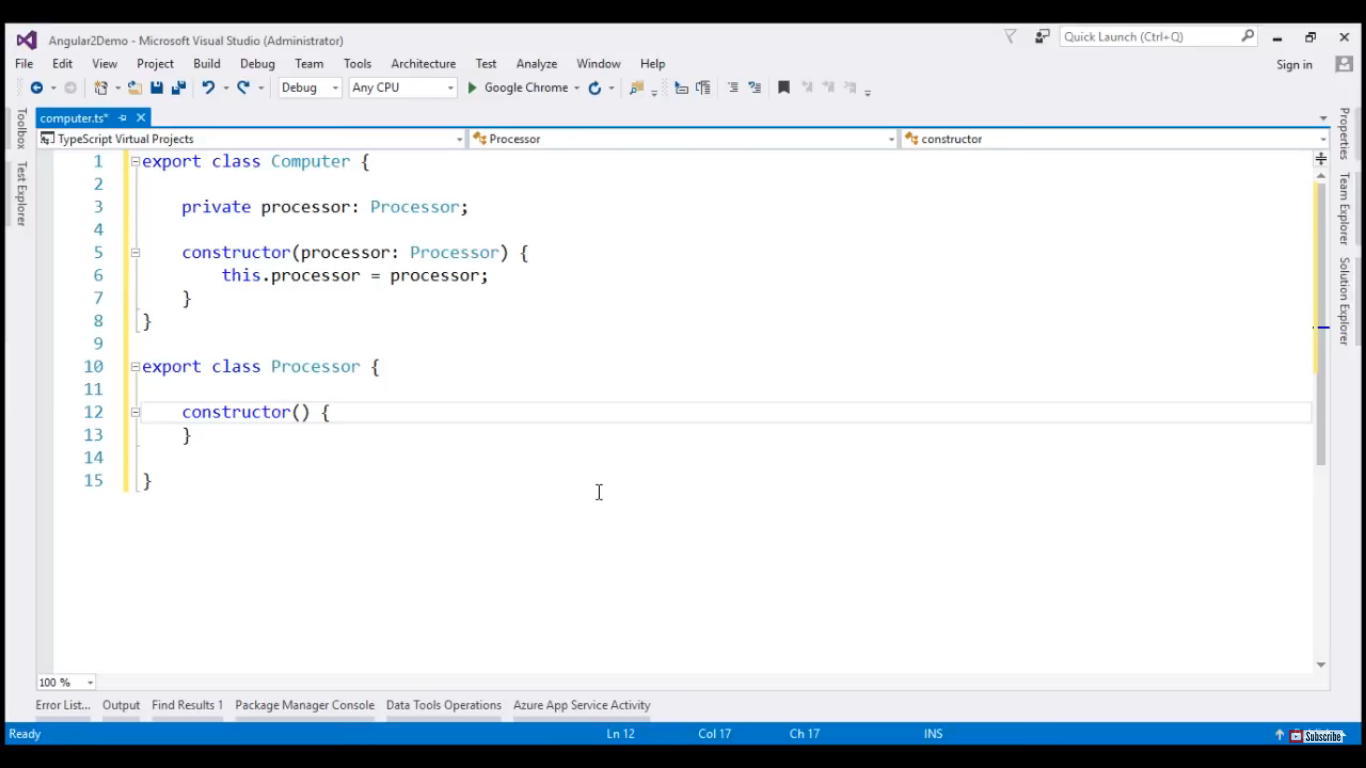 Angular2Demo - Microsoft Visual Studio (Administrator)
Quick Launch (Ctrl+Q)
File Edit View Project Build Debug Team Tools Architecture Test Analyze Window Help
Sign in
Debug Any CPU Google Chrome
Toolbox
Test Explorer
computer.ts*
TypeScript Virtual Projects Processor constructor
1 export class Computer {
2
3 private processor: Processor;
4
5 constructor(processor: Processor) {
6 this.processor = processor;
7 }
8 }
9
10 export class Processor {
11
12 constructor() {
13 }
14
15 }
Properties
Team Explorer
Solution Explorer
100 %
Error List... Output Find Results 1 Package Manager Console Data Tools Operations Azure App Service Activity
Ready Ln 12 Col 17 Ch 17 INS
Subscribe